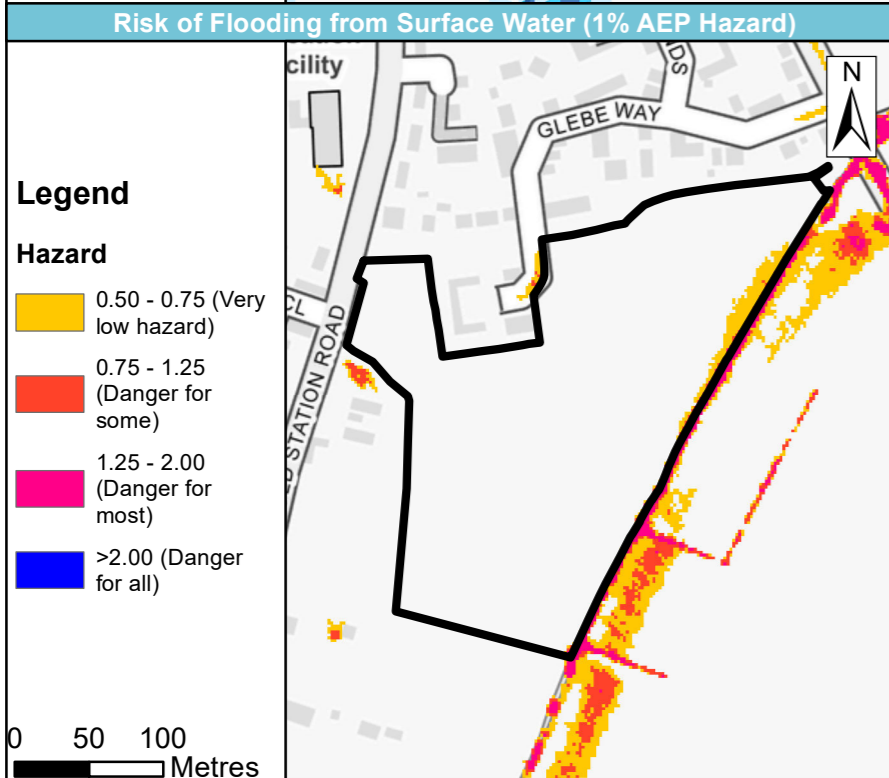 Risk of Flooding from Surface Water (1% AEP Hazard)
cility
NDS
N
GLEBE WAY
Legend
Hazard
0.50 - 0.75 (Very
low hazard)
CL
STATION ROAD
0.75 - 1.25
(Danger for
some)
1.25 - 2.00
(Danger for
most)
>2.00 (Danger
for all)
0 50 100
Metres